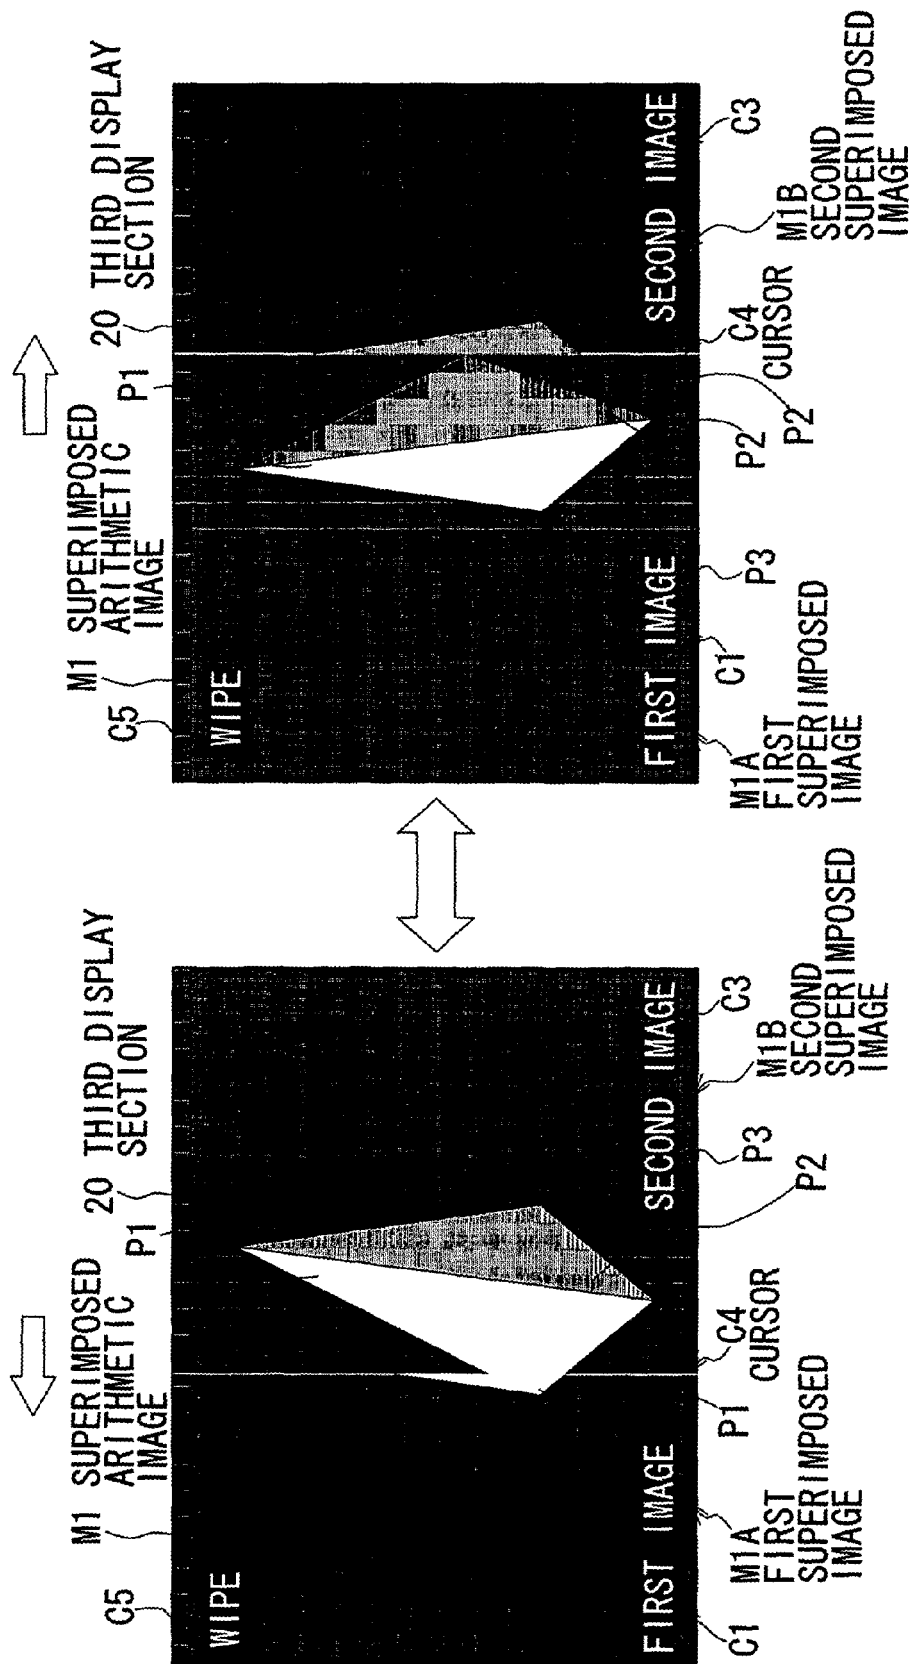 C5
M1 SUPERIMPOSED
ARITHMETIC
IMAGE
P1
20 THIRD DISPLAY
SECTION
WIPE
FIRST IMAGE
SECOND IMAGE
C1
M1A
FIRST
SUPERIMPOSED
IMAGE
P1
C4
CURSOR
P2
P3
M1B
SECOND
SUPERIMPOSED
IMAGE
C3
C5
M1 SUPERIMPOSED
ARITHMETIC
IMAGE
P1
20 THIRD DISPLAY
SECTION
WIPE
FIRST IMAGE
SECOND IMAGE
M1A
FIRST
SUPERIMPOSED
IMAGE
C1
P3
P2
P2
C4
CURSOR
M1B
SECOND
SUPERIMPOSED
IMAGE
C3